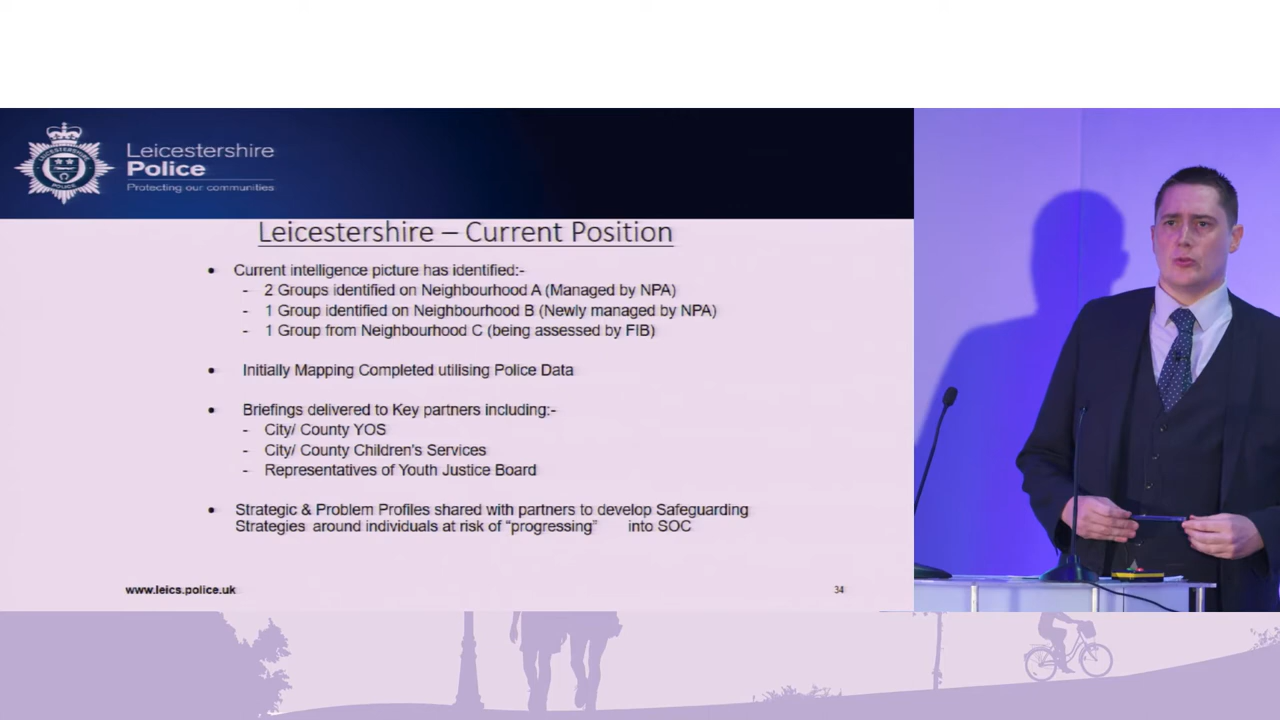 Leicestershire
Police
Protecting our communities
Leicestershire – Current Position
• Current intelligence picture has identified:-
- 2 Groups identified on Neighbourhood A (Managed by NPA)
- 1 Group identified on Neighbourhood B (Newly managed by NPA)
- 1 Group from Neighbourhood C (being assessed by FIB)
• Initially Mapping Completed utilising Police Data
• Briefings delivered to Key partners including:-
- City/ County YOS
- City/ County Children's Services
- Representatives of Youth Justice Board
• Strategic & Problem Profiles shared with partners to develop Safeguarding
Strategies around individuals at risk of “progressing” into SOC
www.leics.police.uk
34